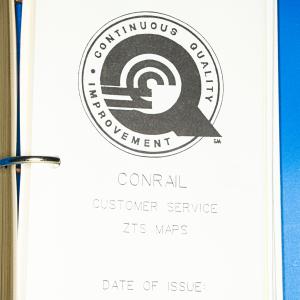 CONTINUOUS QUALITY
IMPROVEMENT
SM
CONRAIL
CUSTOMER SERVICE
ZTS MAPS
DATE OF ISSUE: